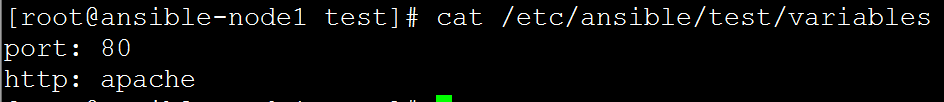 [root@ansible-node1 test]# cat /etc/ansible/test/variables
port: 80
http: apache